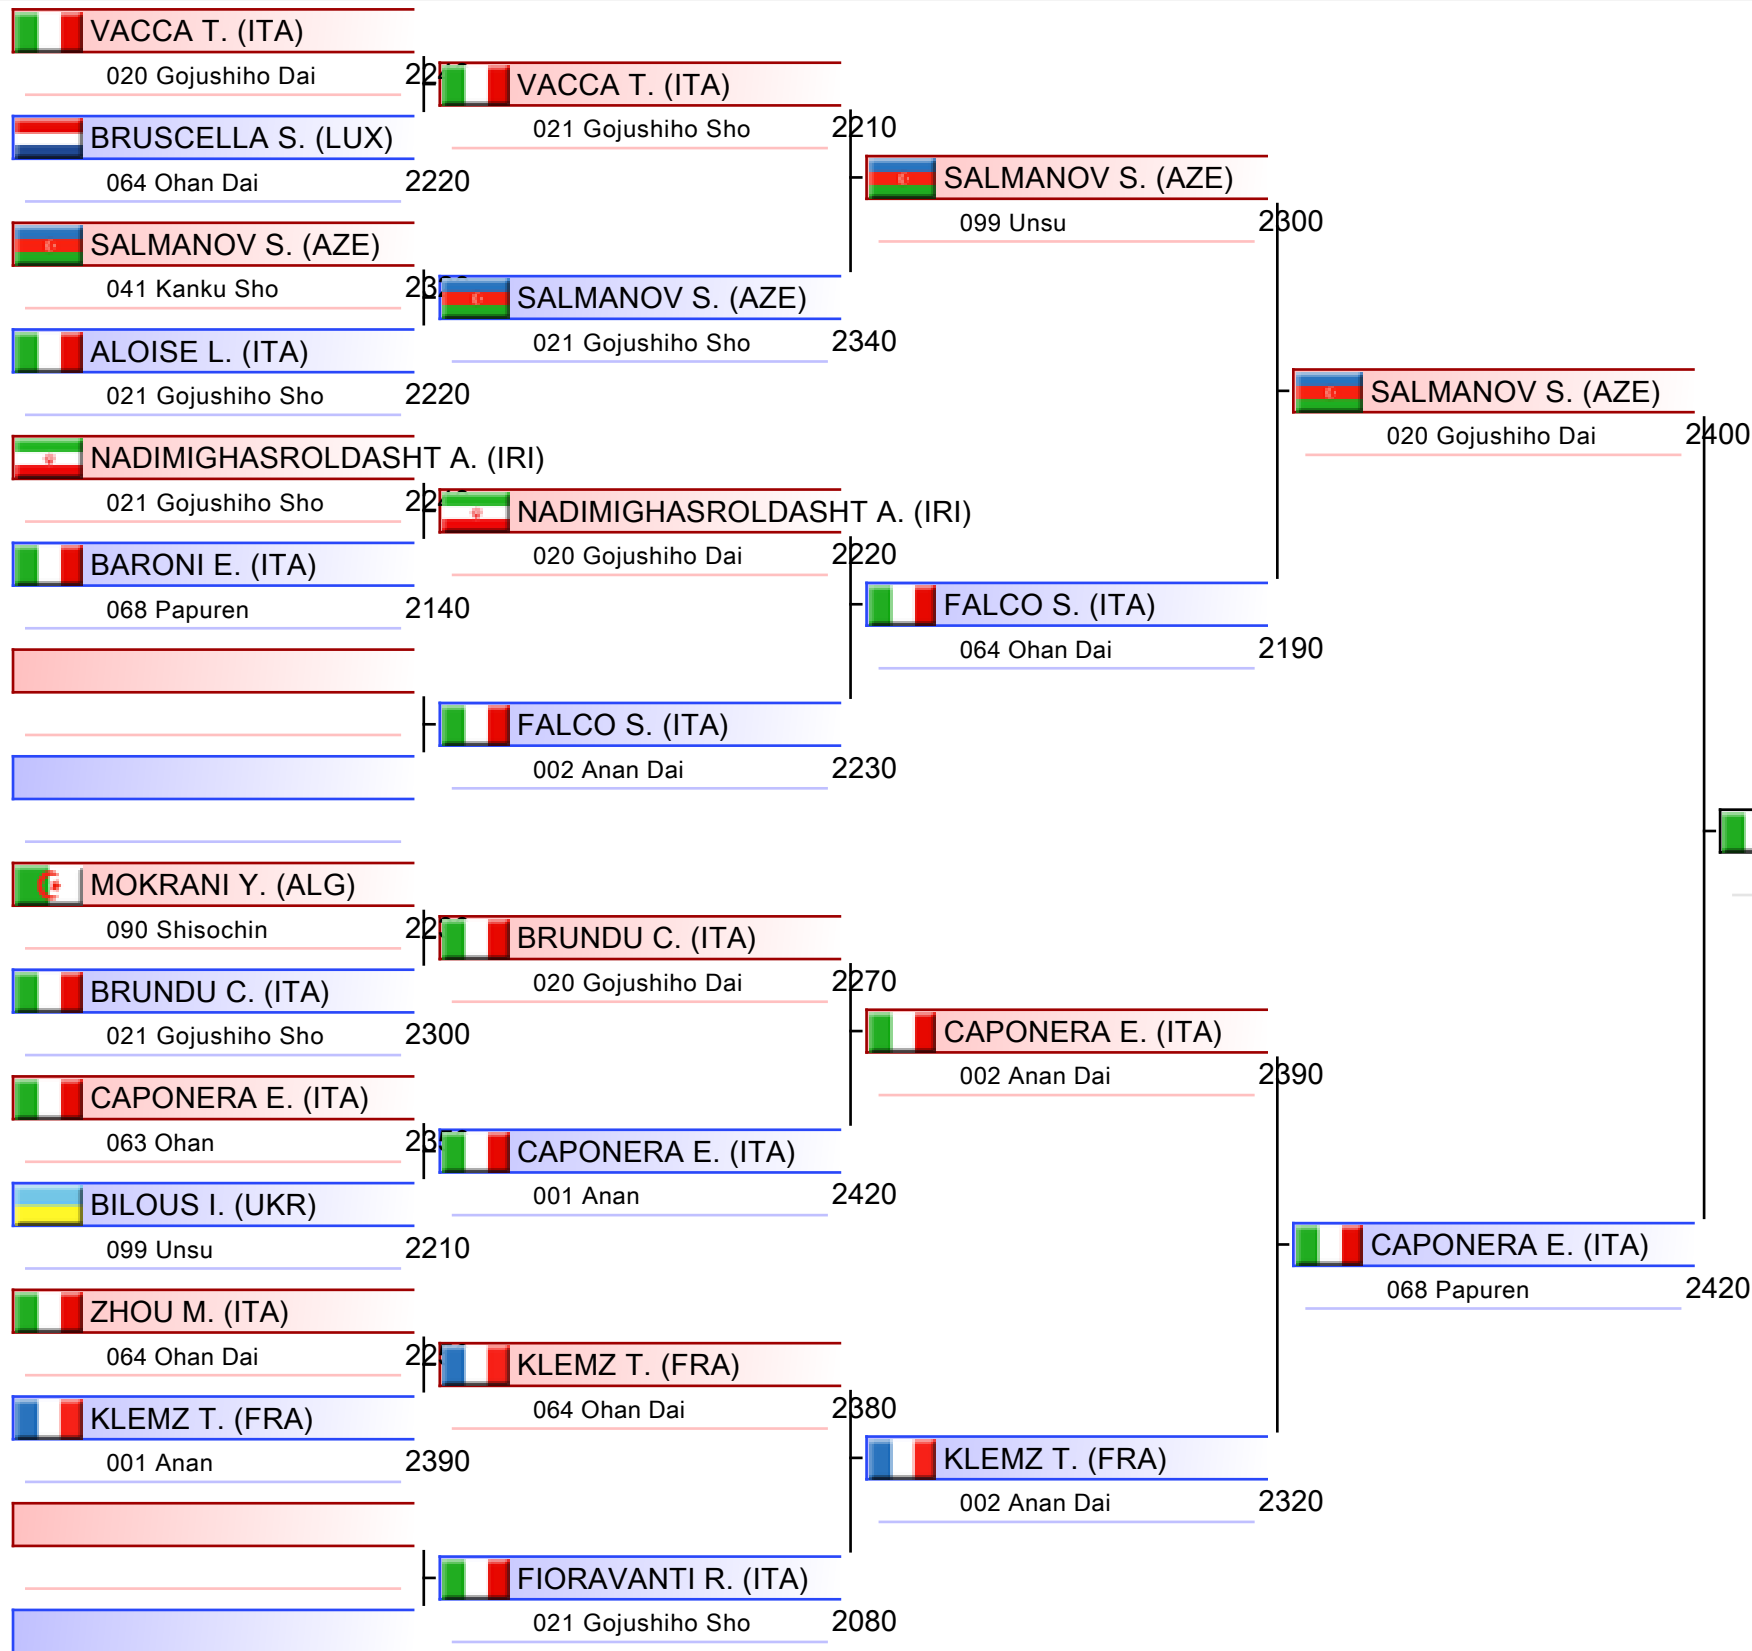 VACCA T. (ITA)
020 Gojushiho Dai
BRUSCELLA S. (LUX)
064 Ohan Dai 2220
SALMANOV S. (AZE)
041 Kanku Sho
ALOISE L. (ITA)
021 Gojushiho Sho 2220
NADIMIGHASROLDASHT A. (IRI)
021 Gojushiho Sho
BARONI E. (ITA)
068 Papuren 2140
MOKRANI Y. (ALG)
090 Shisochin
BRUNDU C. (ITA)
021 Gojushiho Sho 2300
CAPONERA E. (ITA)
063 Ohan
BILOUS I. (UKR)
099 Unsu 2210
ZHOU M. (ITA)
064 Ohan Dai
KLEMZ T. (FRA)
001 Anan 2390
VACCA T. (ITA)
021 Gojushiho Sho 2210
SALMANOV S. (AZE)
021 Gojushiho Sho 2340
NADIMIGHASROLDASHT A. (IRI)
020 Gojushiho Dai 2220
FALCO S. (ITA)
002 Anan Dai 2230
BRUNDU C. (ITA)
020 Gojushiho Dai 2270
CAPONERA E. (ITA)
001 Anan 2420
KLEMZ T. (FRA)
064 Ohan Dai 2380
FIORAVANTI R. (ITA)
021 Gojushiho Sho 2080
SALMANOV S. (AZE)
099 Unsu 2300
FALCO S. (ITA)
064 Ohan Dai 2190
CAPONERA E. (ITA)
002 Anan Dai 2390
KLEMZ T. (FRA)
002 Anan Dai 2320
SALMANOV S. (AZE)
020 Gojushiho Dai 2400
CAPONERA E. (ITA)
068 Papuren 2420